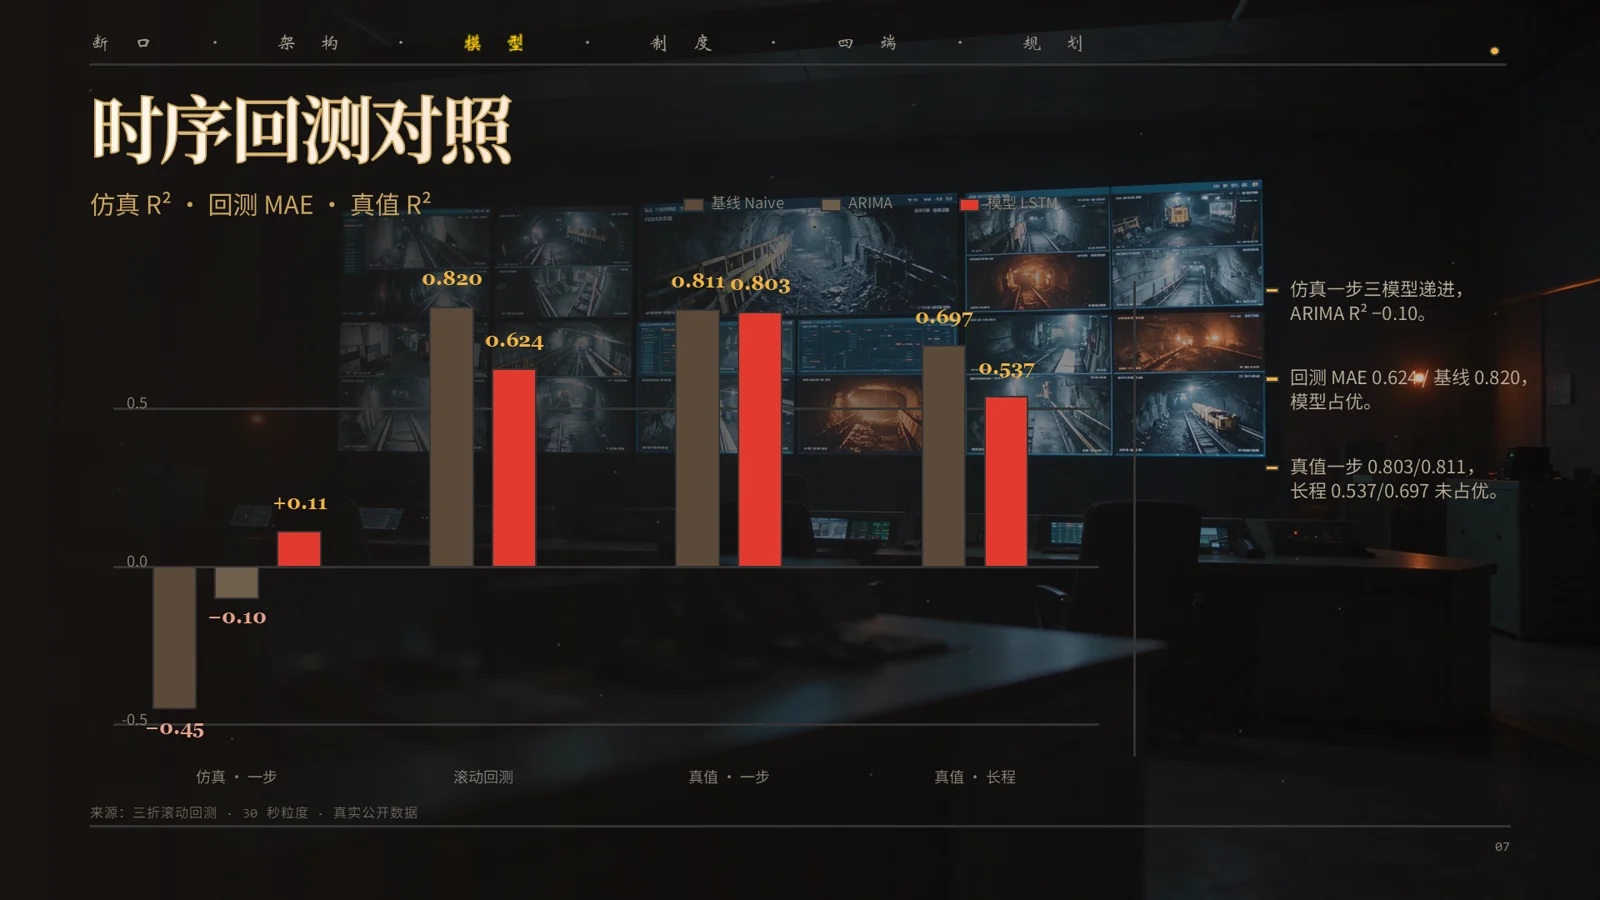 断口 · 架构 · 模型 · 制度 · 四端 · 规划
时序回测对照
仿真 R² · 回测 MAE · 真值 R²
基线 Naive ARIMA 模型 LSTM
0.820
0.624
0.811
0.803
0.697
0.537
0.5
+0.11
0.0
−0.10
-0.5
−0.45
仿真 · 一步
滚动回测
真值 · 一步
真值 · 长程
仿真一步三模型递进，
ARIMA R² −0.10。
回测 MAE 0.624 / 基线 0.820，
模型占优。
真值一步 0.803/0.811，
长程 0.537/0.697 未占优。
来源: 三折滚动回测 · 30 秒粒度 · 真实公开数据
07